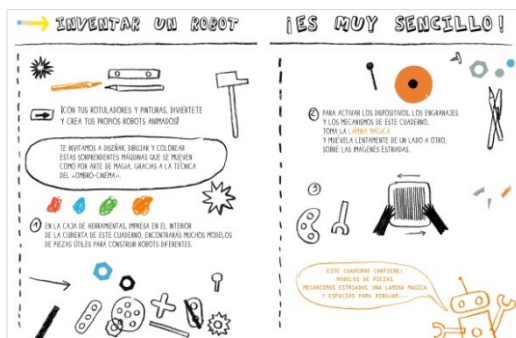 INVENTAR UN ROBOT
¡CON TUS ROTULADORES Y PINTURAS, DIVIÉRTETE
Y CREA TUS PROPIOS ROBOTS ANIMADOS!
TE INVITAMOS A DISEÑAR, DIBUJAR Y COLOREAR
ESTAS SORPRENDENTES MÁQUINAS QUE SE MUEVEN
COMO POR ARTE DE MAGIA, GRACIAS A LA TÉCNICA
DEL «OMBRO-CINÉMA».
1 EN LA CAJA DE HERRAMIENTAS, IMPRESA EN EL INTERIOR
DE LA CUBIERTA DE ESTE CUADERNO, ENCONTRARÁS MUCHOS MODELOS
DE PIEZAS ÚTILES PARA CONSTRUIR ROBOTS DIFERENTES.
¡ES MUY SENCILLO!
2 PARA ACTIVAR LOS DISPOSITIVOS, LOS ENGRANAJES
Y LOS MECANISMOS DE ESTE CUADERNO,
TOMA LA LÁMINA MÁGICA
Y MUÉVELA LENTAMENTE DE UN LADO A OTRO,
SOBRE LAS IMÁGENES ESTRIADAS.
3
ESTE CUADERNO CONTIENE:
MODELOS DE PIEZAS,
MECANISMOS ESTRIADOS UNA LÁMINA MÁGICA
Y ESPACIOS PARA DIBUJAR...